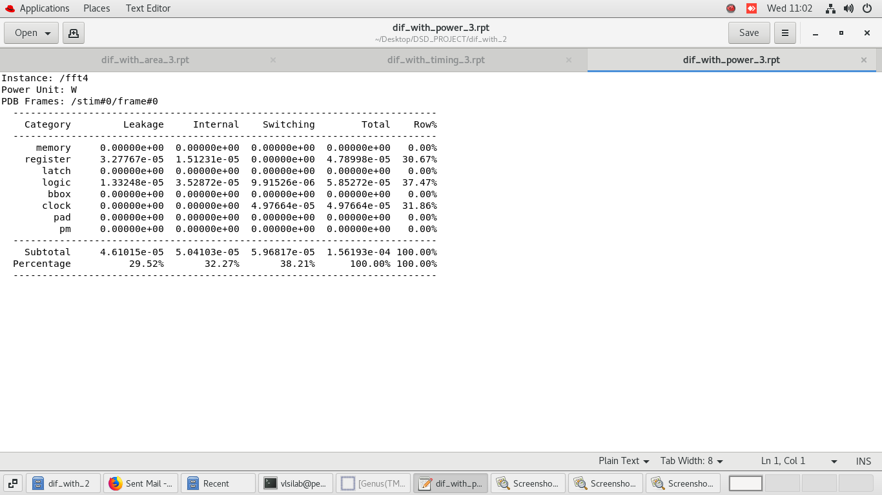 Applications Places Text Editor Wed 11:02
Open dif_with_power_3.rpt Save
~/Desktop/DSD_PROJECT/dif_with_2
dif_with_area_3.rpt dif_with_timing_3.rpt dif_with_power_3.rpt
Instance: /fft4
Power Unit: W
PDB Frames: /stim#0/frame#0
-----------------------------------------------------------------------
Category Leakage Internal Switching Total Row%
-----------------------------------------------------------------------
memory 0.00000e+00 0.00000e+00 0.00000e+00 0.00000e+00 0.00%
register 3.27767e-05 1.51231e-05 0.00000e+00 4.78998e-05 30.67%
latch 0.00000e+00 0.00000e+00 0.00000e+00 0.00000e+00 0.00%
logic 1.33248e-05 3.52872e-05 9.91526e-06 5.85272e-05 37.47%
bbox 0.00000e+00 0.00000e+00 0.00000e+00 0.00000e+00 0.00%
clock 0.00000e+00 0.00000e+00 4.97664e-05 4.97664e-05 31.86%
pad 0.00000e+00 0.00000e+00 0.00000e+00 0.00000e+00 0.00%
pm 0.00000e+00 0.00000e+00 0.00000e+00 0.00000e+00 0.00%
-----------------------------------------------------------------------
Subtotal 4.61015e-05 5.04103e-05 5.96817e-05 1.56193e-04 100.00%
Percentage 29.52% 32.27% 38.21% 100.00% 100.00%
-----------------------------------------------------------------------
Plain Text Tab Width: 8 Ln 1, Col 1 INS
dif_with_2 Sent Mail -... Recent vlsilab@pe... [Genus(TM... dif_with_p... Screensho... Screensho... Screensho...